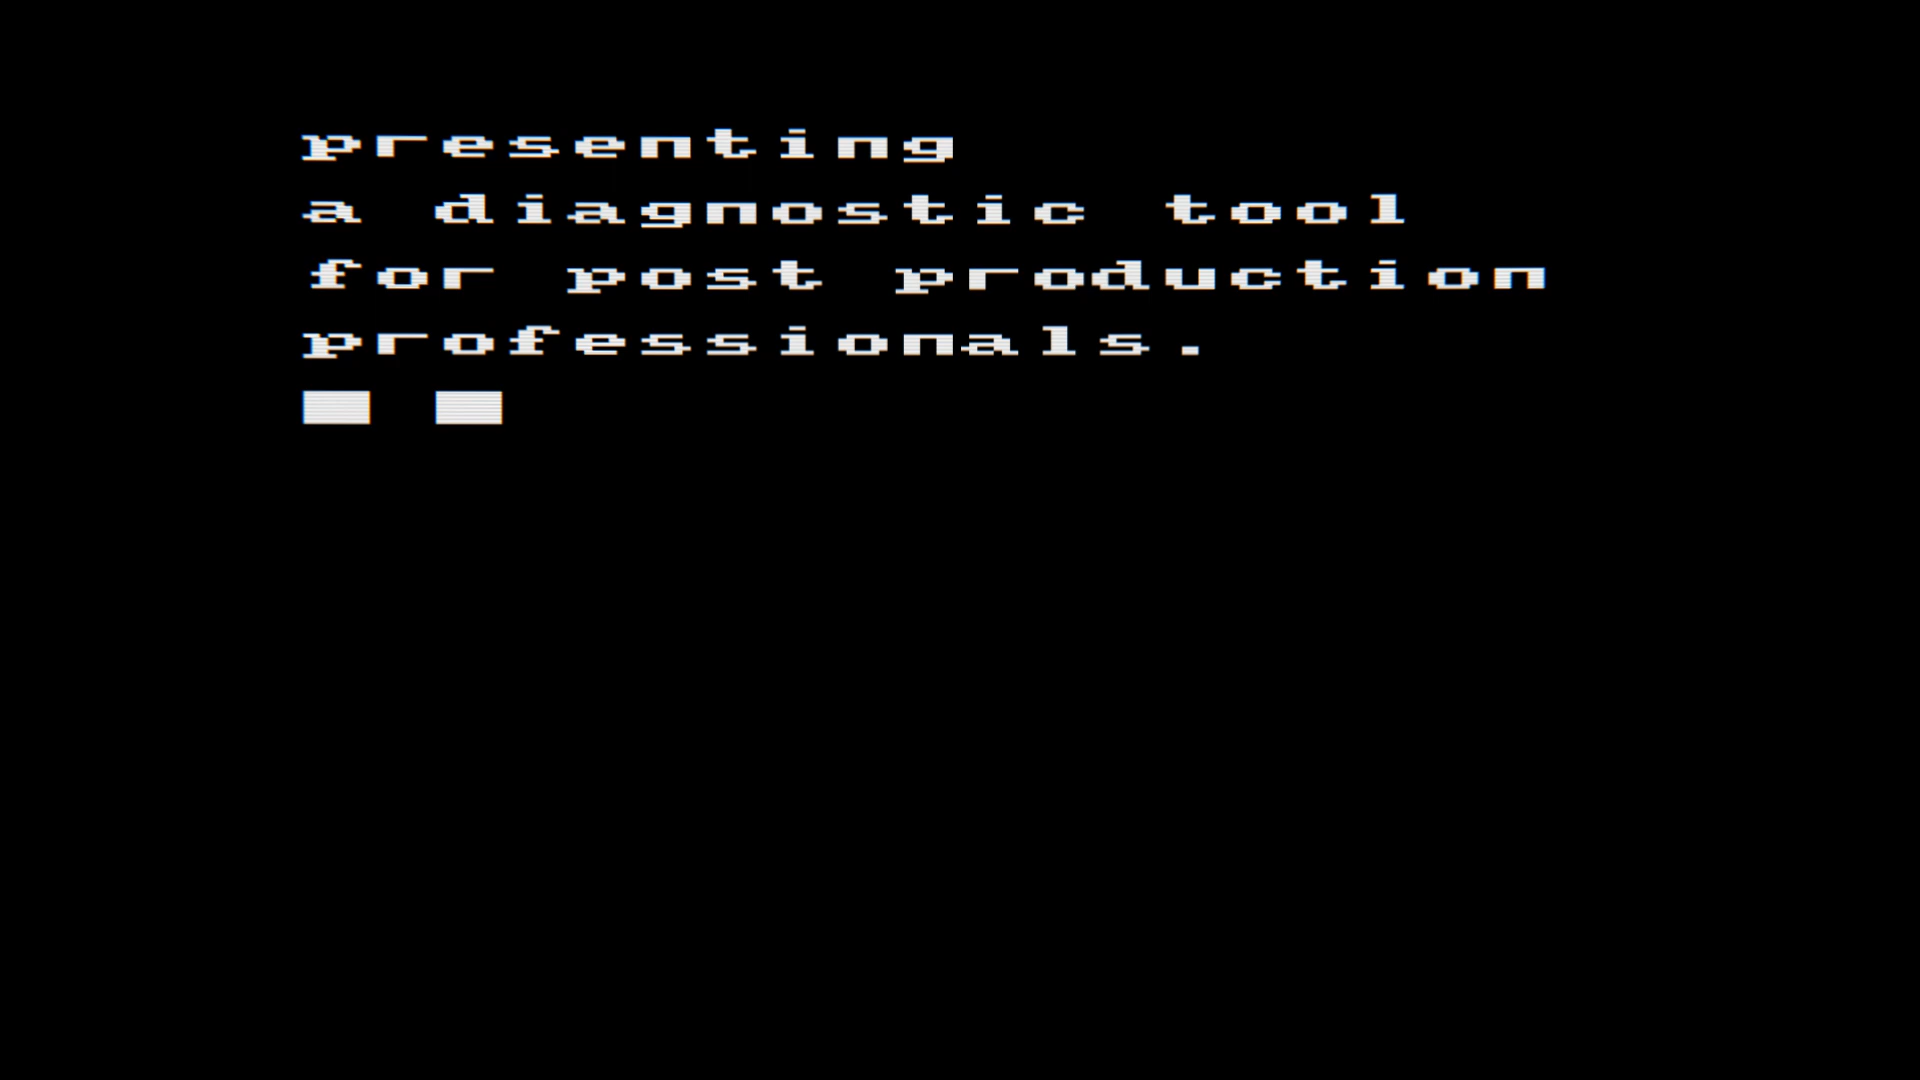 presenting
a diagnostic tool
for post production
professionals.